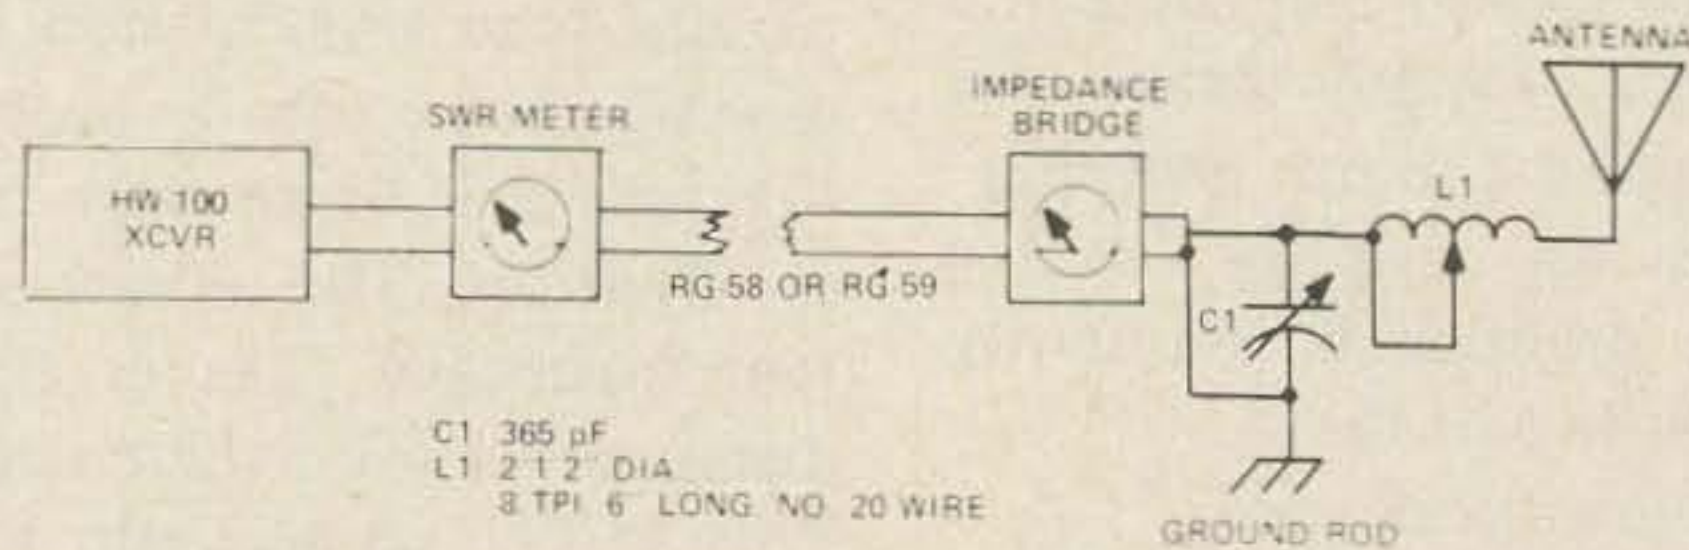 ANTENNA
IMPEDANCE
BRIDGE
SWR METER
HW 100
XCVR
L1
RG 58 OR RG 59
C1
C1 365 pF
L1 2 1 2" DIA
8 TPI 6" LONG NO 20 WIRE
GROUND ROD